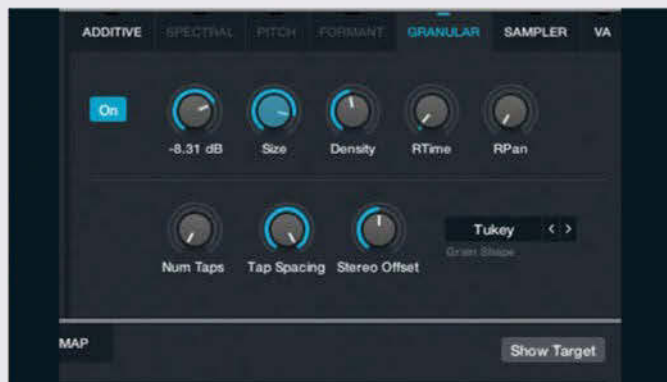 ADDITIVE SPECTRAL PITCH FORMANT GRANULAR SAMPLER VA
On
-8.31 dB Size Density RTime RPan
Tukey < >
Num Taps Tap Spacing Stereo Offset Grain Shape
MAP
Show Target